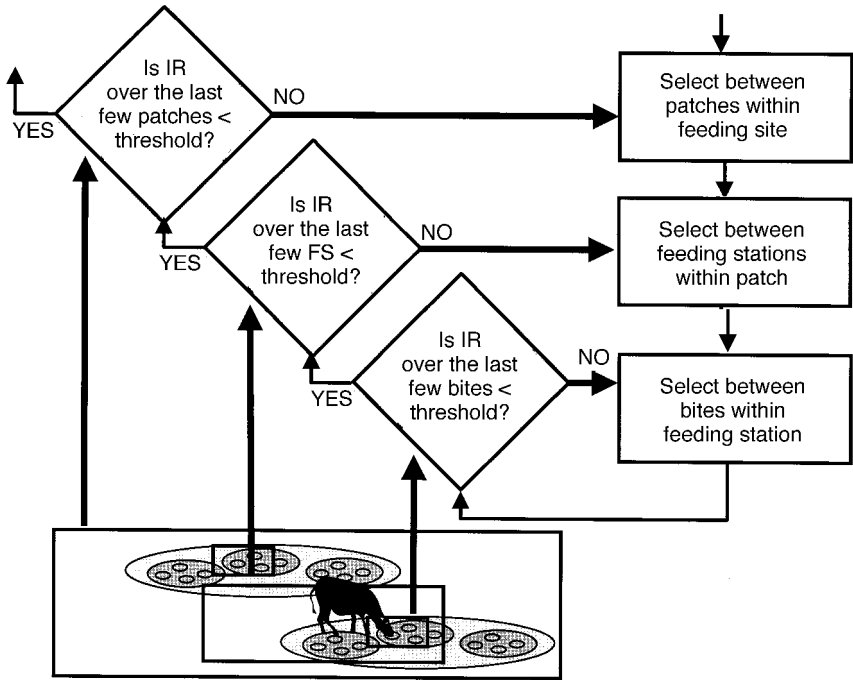 Is IR
over the last
few patches <
threshold?
YES
NO
Select between
patches within
feeding site
Is IR
over the last
few FS <
threshold?
YES
NO
Select between
feeding stations
within patch
Is IR
over the last
few bites <
threshold?
YES
NO
Select between
bites within
feeding station